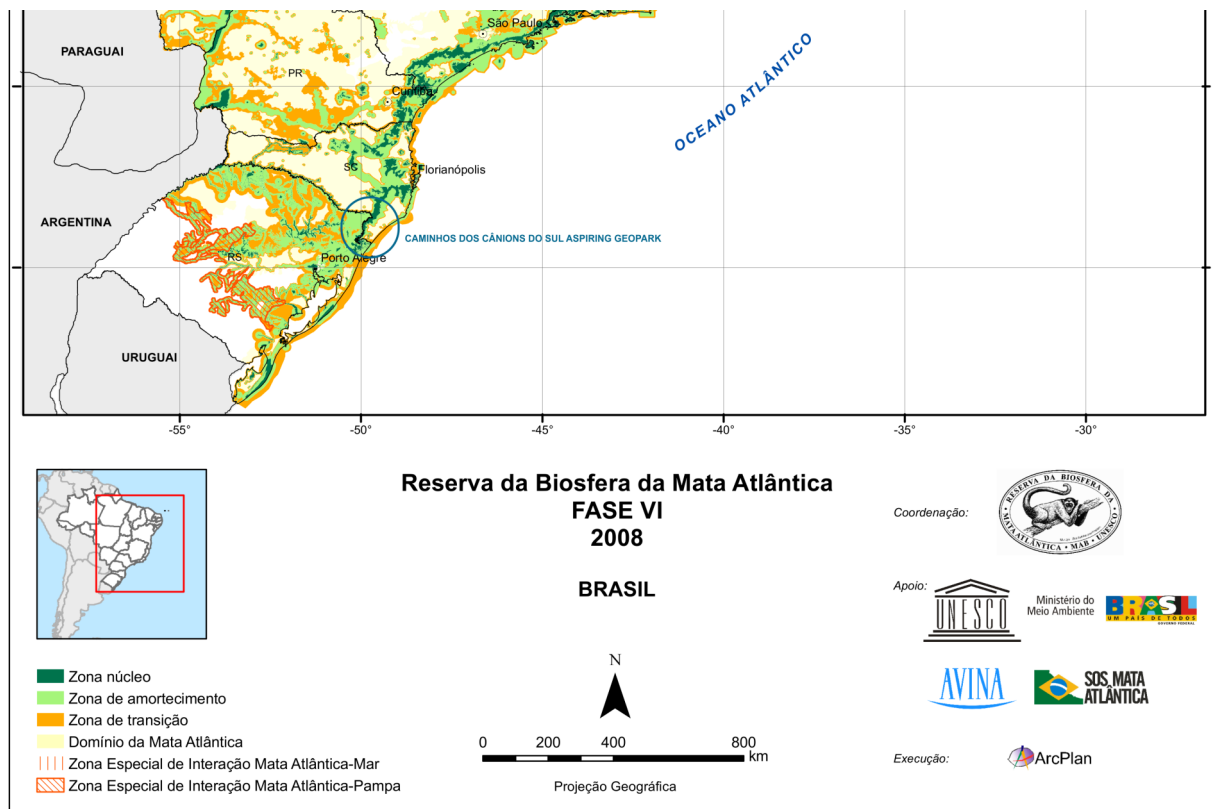 São Paulo
PARAGUAI
PR
Curitiba
OCEANO ATLÂNTICO
SC
Florianópolis
ARGENTINA
CAMINHOS DOS CÂNIONS DO SUL ASPIRING GEOPARK
RS
Porto Alegre
URUGUAI
-55°
-50°
-45°
-40°
-35°
-30°
Reserva da Biosfera da Mata Atlântica
FASE VI
2008
BRASIL
Coordenação:
RESERVA DA BIOSFERA DA
MATA ATLÂNTICA • MAB • UNESCO
Apoio:
UNESCO
Ministério do
Meio Ambiente
BRASIL
UM PAÍS DE TODOS
GOVERNO FEDERAL
AVINA
SOS MATA
ATLÂNTICA
Execução:
ArcPlan
Zona núcleo
Zona de amortecimento
Zona de transição
Domínio da Mata Atlântica
Zona Especial de Interação Mata Atlântica-Mar
Zona Especial de Interação Mata Atlântica-Pampa
N
0 200 400 800
km
Projeção Geográfica